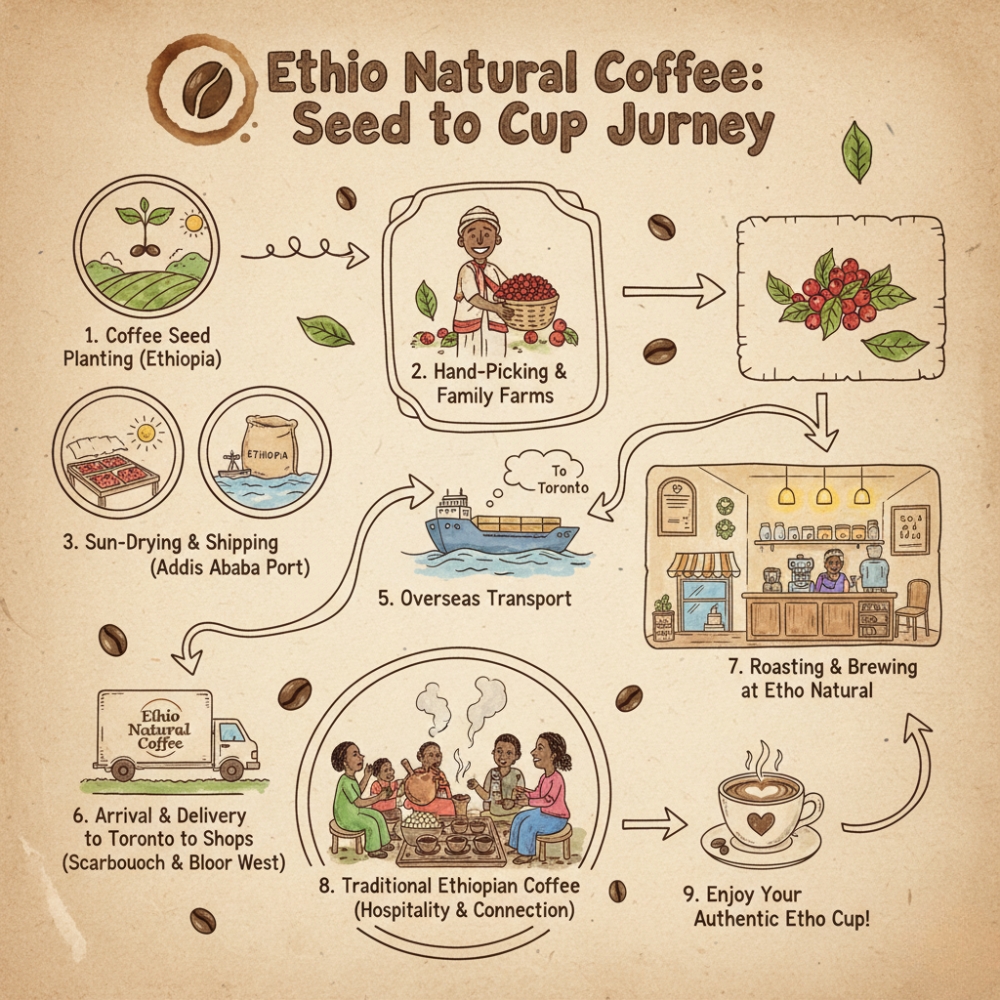 Ethio Natural Coffee:
Seed to Cup Jurney
1. Coffee Seed
Planting (Ethiopia)
2. Hand-Picking &
Family Farms
E7HIOPIA
3. Sun-Drying & Shipping
(Addis Ababa Port)
To
Toronto
5. Overseas Transport
7. Roasting & Brewing
at Etho Natural
Ethio
Natural
Coffee
6. Arrival & Delivery
to Toronto to Shops
(Scarbouoch & Bloor West)
8. Traditional Ethiopian Coffee
(Hospitality & Connection)
9. Enjoy Your
Authentic Etho Cup!